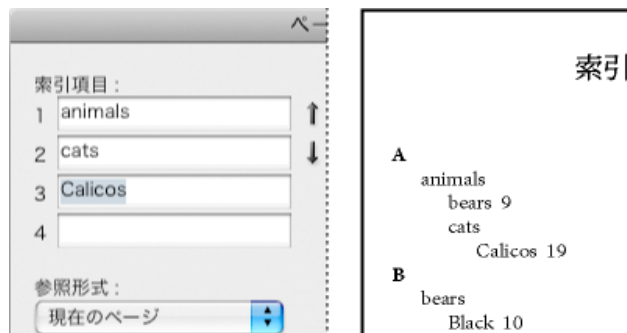 ペー
索引項目：
1 animals
2 cats
3 Calicos
4
参照形式：
現在のページ
索引
A
animals
bears 9
cats
Calicos 19
B
bears
Black 10